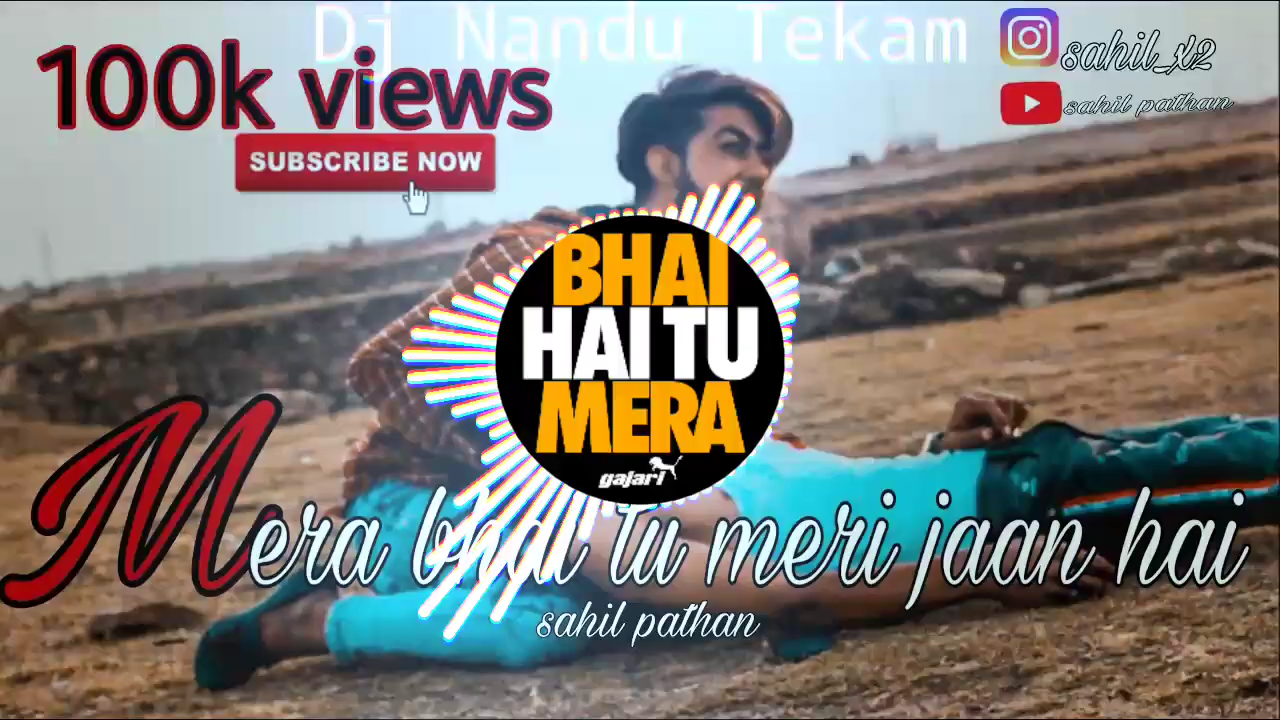 Dj Nandu Tekam
100k views
SUBSCRIBE NOW
sahil_x2
sahil pathan
BHAI
HAI TU
MERA
gajari
Mera bhai tu meri jaan hai
sahil pathan